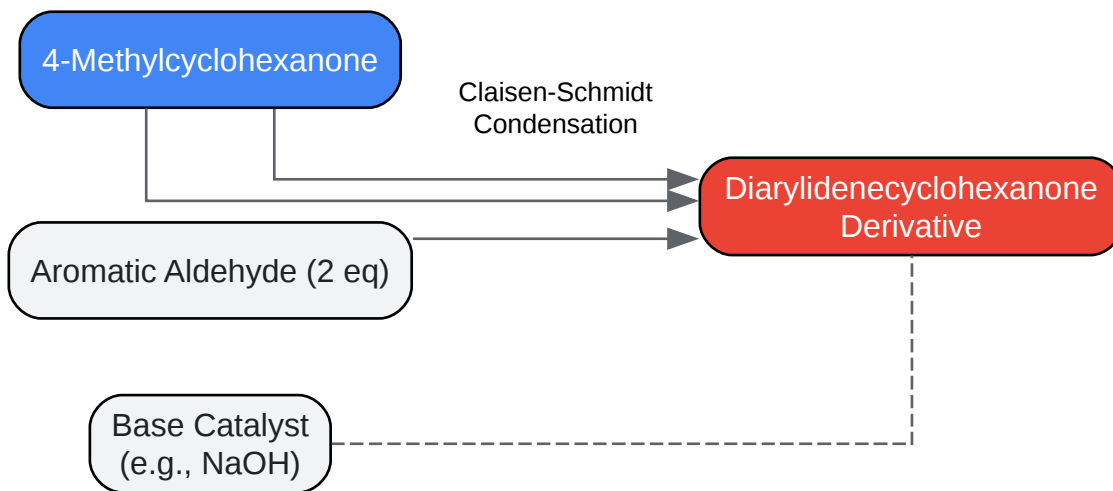 4-Methylcyclohexanone
Claisen-Schmidt
Condensation
Diarylidenecyclohexanone
Derivative
Aromatic Aldehyde (2 eq)
Base Catalyst
(e.g., NaOH)